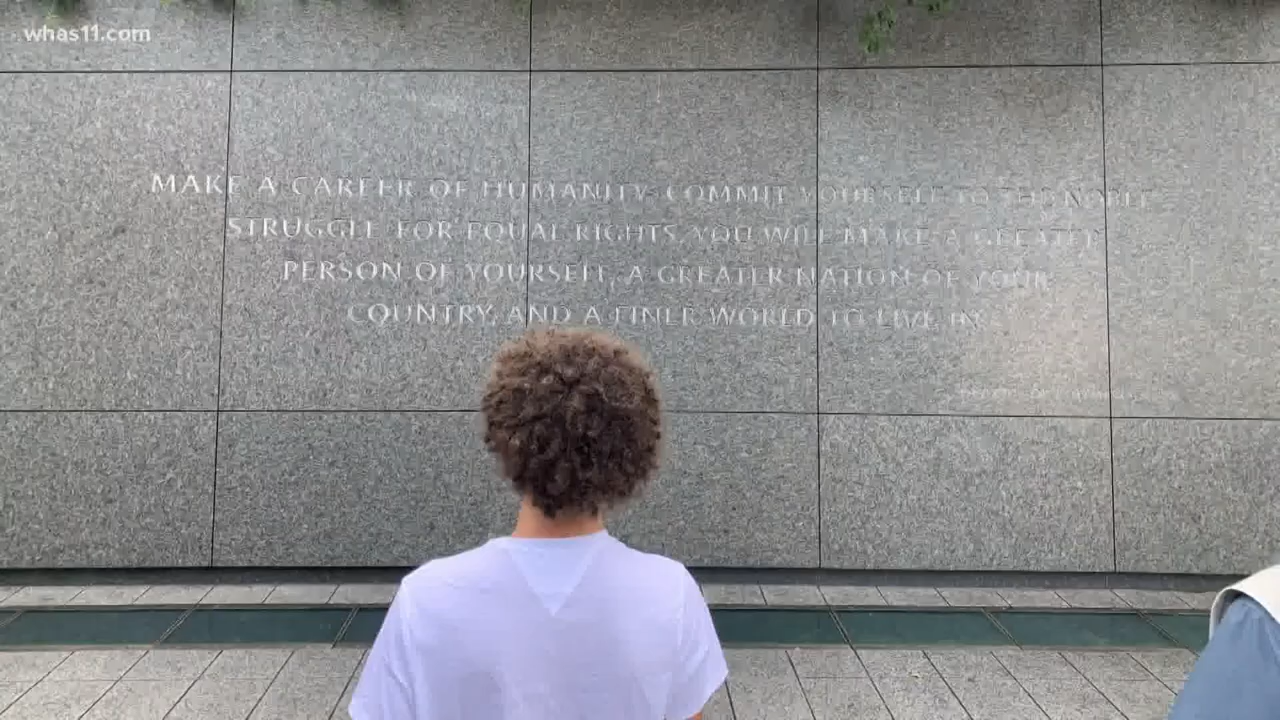 whas11.com
MAKE A CAREER OF HUMANITY. COMMIT YOURSELF TO THE NOBLE
STRUGGLE FOR EQUAL RIGHTS. YOU WILL MAKE A GREATER
PERSON OF YOURSELF, A GREATER NATION OF YOUR
COUNTRY, AND A FINER WORLD TO LIVE IN.